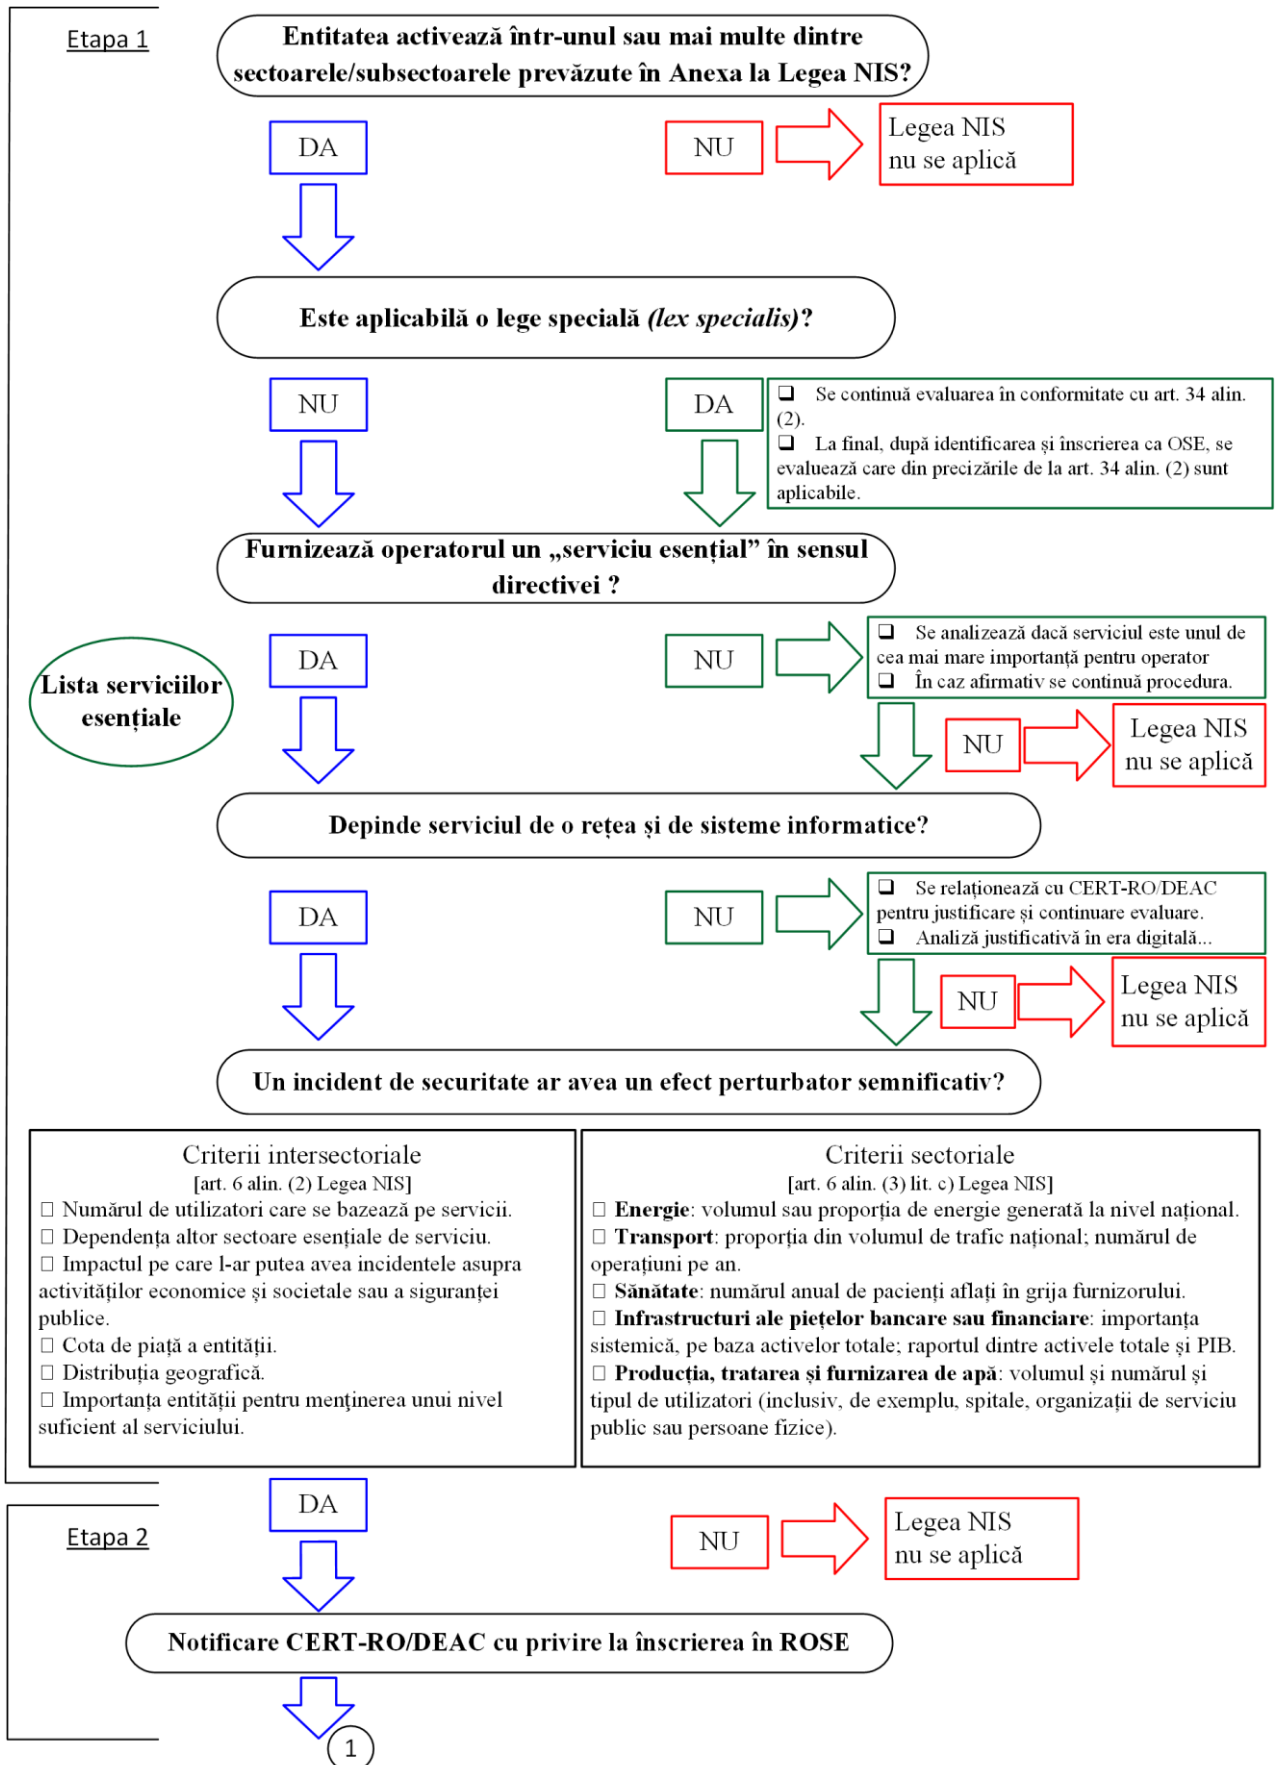 Etapa 1
Entitatea activează într-unul sau mai multe dintre
sectoarele/subsectoarele prevăzute în Anexa la Legea NIS?
DA
NU
Legea NIS
nu se aplică
Este aplicabilă o lege specială (lex specialis)?
NU
DA
❑ Se continuă evaluarea în conformitate cu art. 34 alin.
(2).
❑ La final, după identificarea și înscrierea ca OSE, se
evaluează care din precizările de la art. 34 alin. (2) sunt
aplicabile.
Furnizează operatorul un „serviciu esențial” în sensul
directivei ?
Lista serviciilor
esențiale
DA
NU
❑ Se analizează dacă serviciul este unul de
cea mai mare importanță pentru operator
❑ În caz afirmativ se continuă procedura.
NU
Legea NIS
nu se aplică
Depinde serviciul de o rețea și de sisteme informatice?
DA
NU
❑ Se relaționează cu CERT-RO/DEAC
pentru justificare și continuare evaluare.
❑ Analiză justificativă în era digitală...
NU
Legea NIS
nu se aplică
Un incident de securitate ar avea un efect perturbator semnificativ?
Criterii intersectoriale
[art. 6 alin. (2) Legea NIS]
□ Numărul de utilizatori care se bazează pe servicii.
□ Dependența altor sectoare esențiale de serviciu.
□ Impactul pe care l-ar putea avea incidentele asupra
activităților economice și societale sau a siguranței
publice.
□ Cota de piață a entității.
□ Distribuția geografică.
□ Importanța entității pentru menţinerea unui nivel
suficient al serviciului.
Criterii sectoriale
[art. 6 alin. (3) lit. c) Legea NIS]
□ Energie: volumul sau proporția de energie generată la nivel național.
□ Transport: proporția din volumul de trafic național; numărul de
operațiuni pe an.
□ Sănătate: numărul anual de pacienți aflați în grija furnizorului.
□ Infrastructuri ale piețelor bancare sau financiare: importanța
sistemică, pe baza activelor totale; raportul dintre activele totale și PIB.
□ Producția, tratarea și furnizarea de apă: volumul și numărul și
tipul de utilizatori (inclusiv, de exemplu, spitale, organizații de serviciu
public sau persoane fizice).
DA
Etapa 2
NU
Legea NIS
nu se aplică
Notificare CERT-RO/DEAC cu privire la înscrierea în ROSE
1